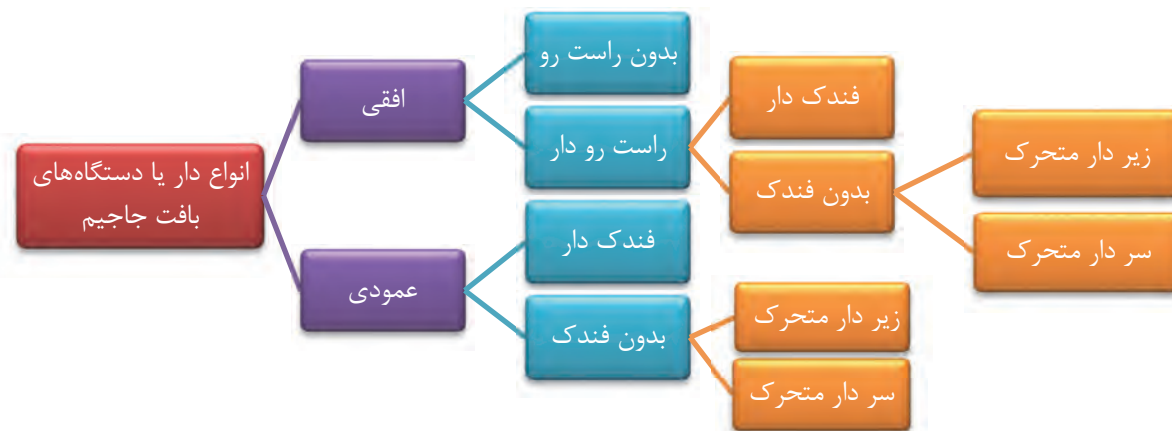 انواع دار یا دستگاه‌های
بافت جاجیم
افقی
بدون راست رو
راست رو دار
فندک دار
بدون فندک
زیر دار متحرک
سر دار متحرک
عمودی
فندک دار
بدون فندک
زیر دار متحرک
سر دار متحرک